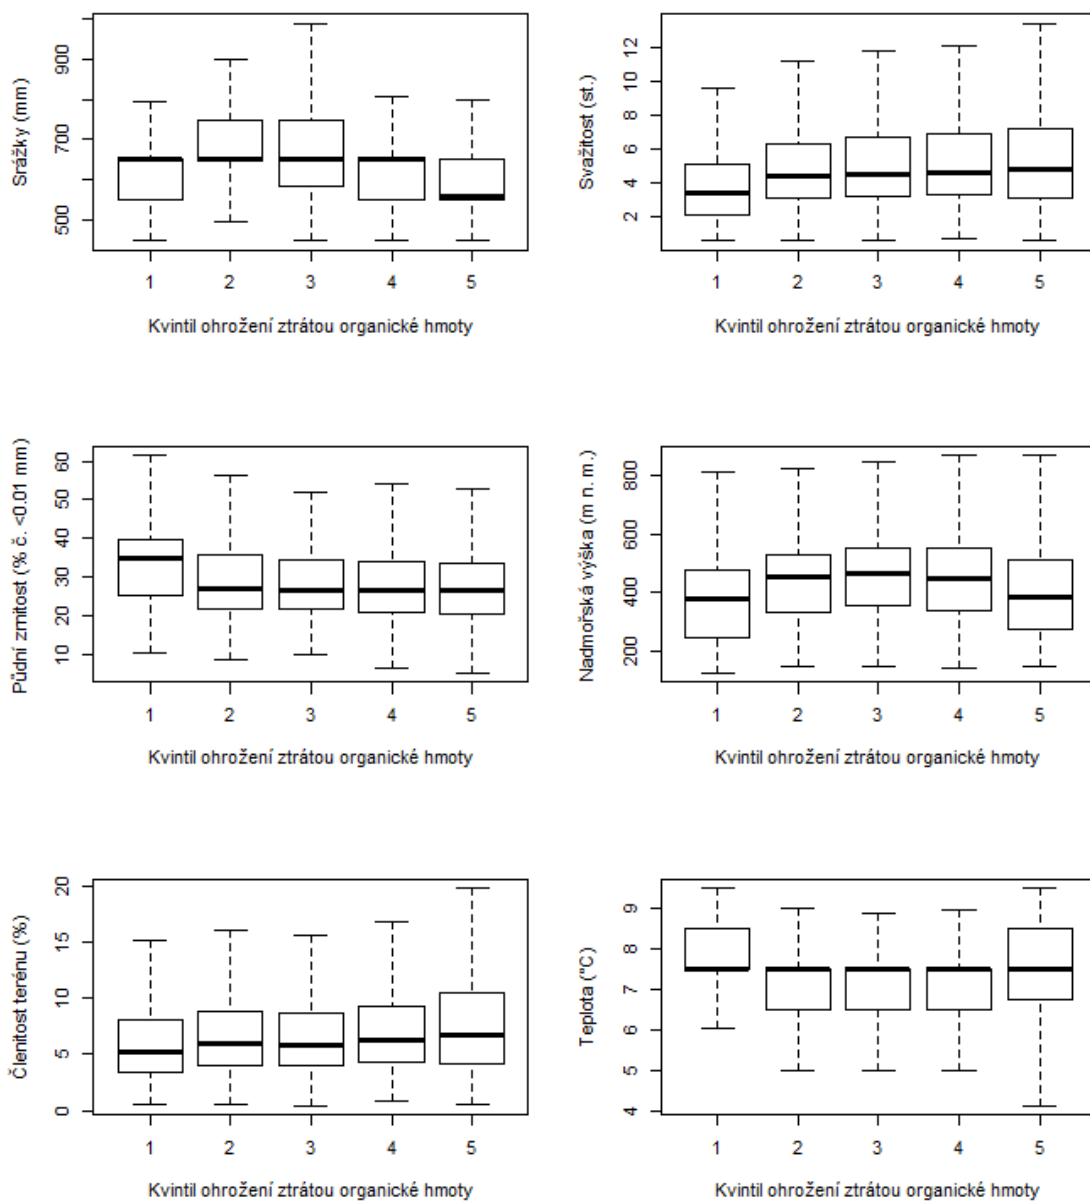 Srážky (mm)
900
700
500
1 2 3 4 5
Kvintil ohrožení ztrátou organické hmoty
Svažitost (st.)
12
10
8
6
4
2
1 2 3 4 5
Kvintil ohrožení ztrátou organické hmoty
Půdní zrnitost (% č. <0.01 mm)
60
50
40
30
20
10
1 2 3 4 5
Kvintil ohrožení ztrátou organické hmoty
Nadmořská výška (m n. m.)
800
600
400
200
1 2 3 4 5
Kvintil ohrožení ztrátou organické hmoty
Členitost terénu (%)
20
15
10
5
0
1 2 3 4 5
Kvintil ohrožení ztrátou organické hmoty
Teplota (°C)
9
8
7
6
5
4
1 2 3 4 5
Kvintil ohrožení ztrátou organické hmoty